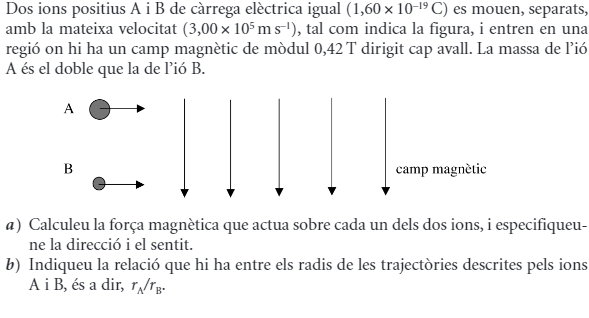 Dos ions positius A i B de càrrega elèctrica igual (1,60 × 10⁻¹⁹ C) es mouen, separats,
amb la mateixa velocitat (3,00 × 10⁵ m s⁻¹), tal com indica la figura, i entren en una
regió on hi ha un camp magnètic de mòdul 0,42 T dirigit cap avall. La massa de l’ió
A és el doble que la de l’ió B.
A
B
camp magnètic
a) Calculeu la força magnètica que actua sobre cada un dels dos ions, i especifiqueu-
ne la direcció i el sentit.
b) Indiqueu la relació que hi ha entre els radis de les trajectòries descrites pels ions
A i B, és a dir, r_A/r_B.